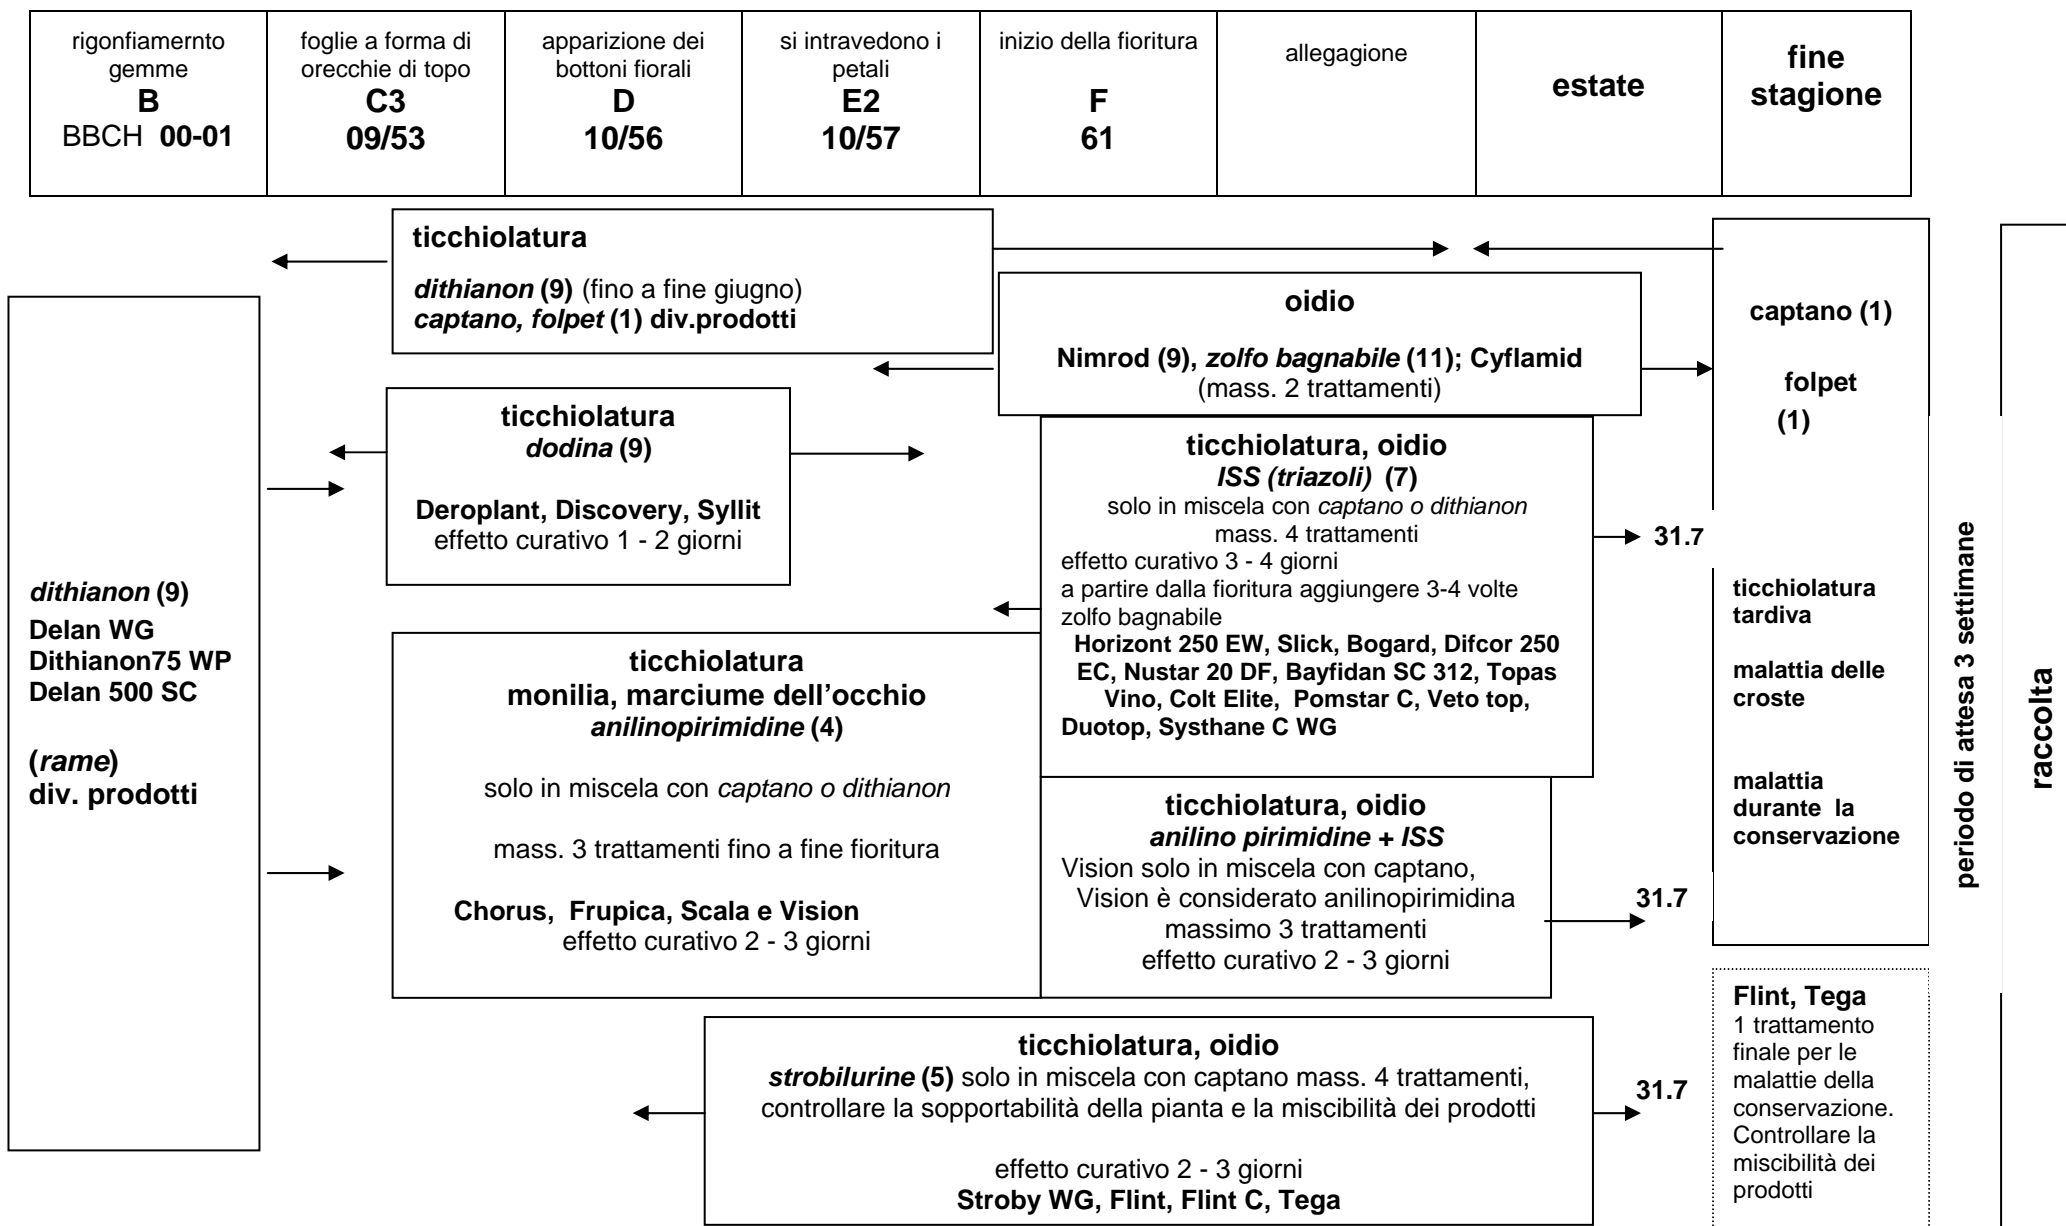 rigonfiamernto
gemme
B
BBCH 00-01
foglie a forma di
orecchie di topo
C3
09/53
apparizione dei
bottoni fiorali
D
10/56
si intravedono i
petali
E2
10/57
inizio della fioritura
F
61
allegagione
estate
fine
stagione
ticchiolatura
dithianon (9) (fino a fine giugno)
captano, folpet (1) div.prodotti
oidio
Nimrod (9), zolfo bagnabile (11); Cyflamid
(mass. 2 trattamenti)
ticchiolatura
dodina (9)
Deroplant, Discovery, Syllit
effetto curativo 1 - 2 giorni
ticchiolatura, oidio
ISS (triazoli) (7)
solo in miscela con captano o dithianon
mass. 4 trattamenti
effetto curativo 3 - 4 giorni
a partire dalla fioritura aggiungere 3-4 volte
zolfo bagnabile
Horizont 250 EW, Slick, Bogard, Difcor 250
EC, Nustar 20 DF, Bayfidan SC 312, Topas
Vino, Colt Elite, Pomstar C, Veto top,
Duotop, Systhane C WG
31.7
dithianon (9)
Delan WG
Dithianon75 WP
Delan 500 SC
(rame)
div. prodotti
ticchiolatura
monilia, marciume dell'occhio
anilinopirimidine (4)
solo in miscela con captano o dithianon
mass. 3 trattamenti fino a fine fioritura
Chorus, Frupica, Scala e Vision
effetto curativo 2 - 3 giorni
ticchiolatura, oidio
anilino pirimidine + ISS
Vision solo in miscela con captano,
Vision è considerato anilinopirimidina
massimo 3 trattamenti
effetto curativo 2 - 3 giorni
31.7
ticchiolatura, oidio
strobilurine (5) solo in miscela con captano mass. 4 trattamenti,
controllare la sopportabilità della pianta e la miscibilità dei prodotti
effetto curativo 2 - 3 giorni
Stroby WG, Flint, Flint C, Tega
31.7
captano (1)
folpet
(1)
ticchiolatura
tardiva
malattia delle
croste
malattia
durante la
conservazione
Flint, Tega
1 trattamento
finale per le
malattie della
conservazione.
Controllare la
miscibilità dei
prodotti
periodo di attesa 3 settimane
raccolta